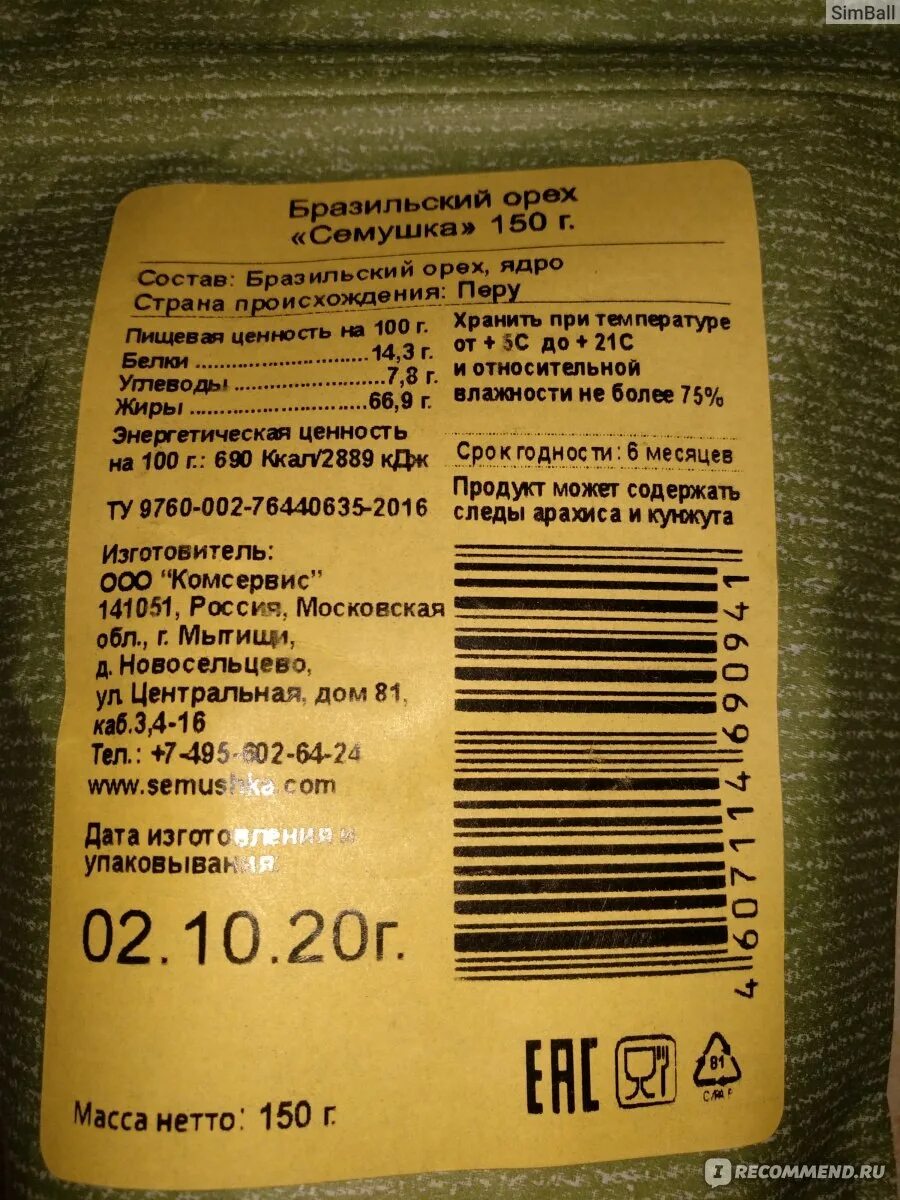 SimBall
Бразильский орех
«Семушка» 150 г.
Состав: Бразильский орех, ядро
Страна происхождения: Перу
Пищевая ценность на 100 г.
Белки ........................14,3 г.
Углеводы .....................7,8 г.
Жиры .........................66,9 г.
Энергетическая ценность
на 100 г.: 690 Ккал/2889 кДж
ТУ 9760-002-76440635-2016
Изготовитель:
ООО "Комсервис"
141051, Россия, Московская
обл., г. Мытищи,
д. Новосельцево,
ул. Центральная, дом 81,
каб.3,4-16
Тел.: +7-495-602-64-24
www.semushka.com
Дата изготовления и
упаковывания
02.10.20г.
Масса нетто: 150 г.
Хранить при температуре
от + 5С до + 21С
и относительной
влажности не более 75%
Срок годности: 6 месяцев
Продукт может содержать
следы арахиса и кунжута
4607114690941
EAC
81
C/PAP
RECOMMEND.RU